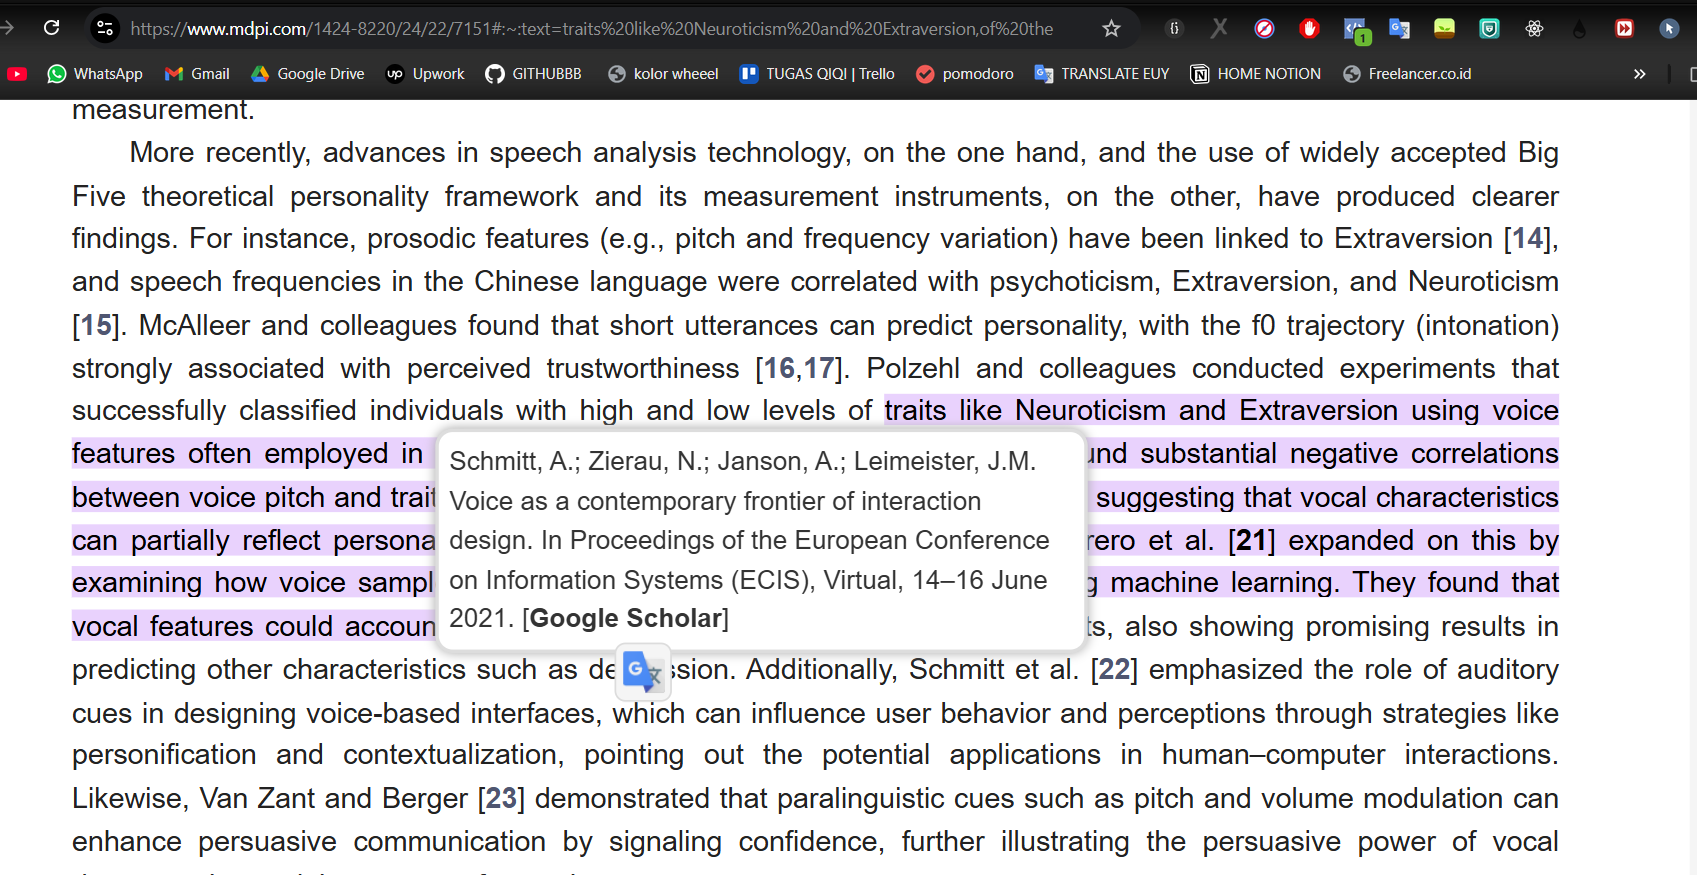 https://www.mdpi.com/1424-8220/24/22/7151#:~:text=traits%20like%20Neuroticism%20and%20Extraversion,of%20the
1
WhatsApp
Gmail
Google Drive
up Upwork
GITHUBBB
kolor wheeel
TUGAS QIQI | Trello
pomodoro
TRANSLATE EUY
HOME NOTION
Freelancer.co.id
»
measurement.
More recently, advances in speech analysis technology, on the one hand, and the use of widely accepted Big
Five theoretical personality framework and its measurement instruments, on the other, have produced clearer
findings. For instance, prosodic features (e.g., pitch and frequency variation) have been linked to Extraversion [14],
and speech frequencies in the Chinese language were correlated with psychoticism, Extraversion, and Neuroticism
[15]. McAlleer and colleagues found that short utterances can predict personality, with the f0 trajectory (intonation)
strongly associated with perceived trustworthiness [16,17]. Polzehl and colleagues conducted experiments that
successfully classified individuals with high and low levels of traits like Neuroticism and Extraversion using voice
features often employed in
und substantial negative correlations
between voice pitch and trait
suggesting that vocal characteristics
can partially reflect persona
rero et al. [21] expanded on this by
examining how voice sampl
g machine learning. They found that
vocal features could accoun
ts, also showing promising results in
Schmitt, A.; Zierau, N.; Janson, A.; Leimeister, J.M.
Voice as a contemporary frontier of interaction
design. In Proceedings of the European Conference
on Information Systems (ECIS), Virtual, 14–16 June
2021. [Google Scholar]
predicting other characteristics such as de ssion. Additionally, Schmitt et al. [22] emphasized the role of auditory
cues in designing voice-based interfaces, which can influence user behavior and perceptions through strategies like
personification and contextualization, pointing out the potential applications in human–computer interactions.
Likewise, Van Zant and Berger [23] demonstrated that paralinguistic cues such as pitch and volume modulation can
enhance persuasive communication by signaling confidence, further illustrating the persuasive power of vocal